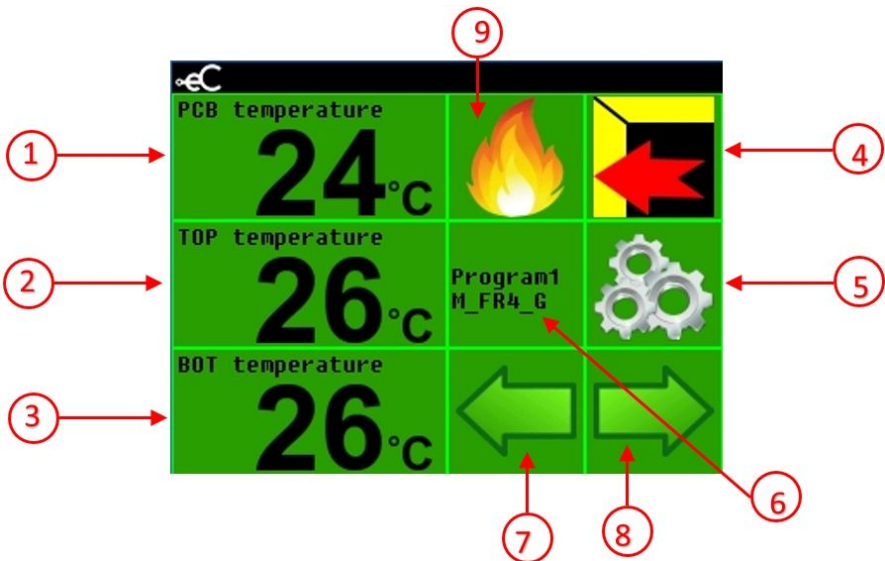 9
eC
PCB temperature
24°C
1
4
TOP temperature
26°C
2
Program1
M_FR4_G
5
BOT temperature
26°C
3
6
7
8